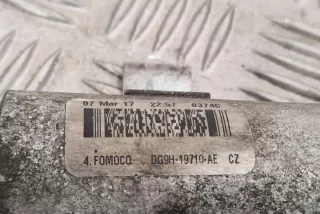 07 Mar 17 22:57 0374C
4. FOMOCO DG9H-19710-AE CZ